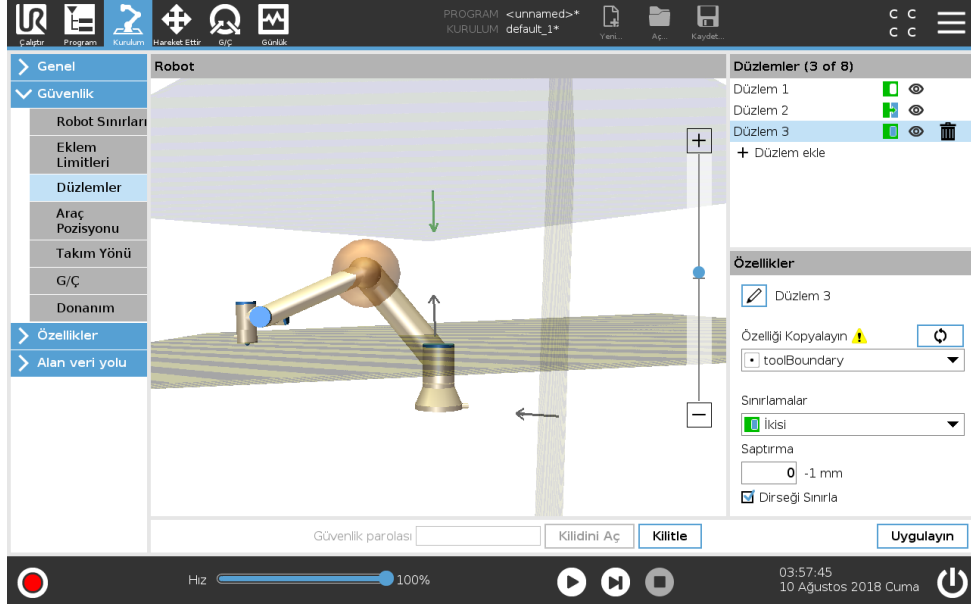 UR
PROGRAM <unnamed>*
KURULUM default_1*
Çalıştır
Program
Kurulum
Hareket Ettir
G/Ç
Günlük
Yeni...
Aç...
Kaydet...
C C
C C
Genel
Güvenlik
Robot Sınırları
Eklem
Limitleri
Düzlemler
Araç
Pozisyonu
Takım Yönü
G/Ç
Donanım
Özellikler
Alan veri yolu
Robot
Düzlemler (3 of 8)
Düzlem 1
Düzlem 2
Düzlem 3
+ Düzlem ekle
Özellikler
Düzlem 3
Özelliği Kopyalayın
toolBoundary
Sınırlamalar
İkisi
Saptırma
0 -1 mm
Dirseği Sınırla
Güvenlik parolası
Kilidini Aç
Kilitle
Uygulayın
Hız
100%
03:57:45
10 Ağustos 2018 Cuma